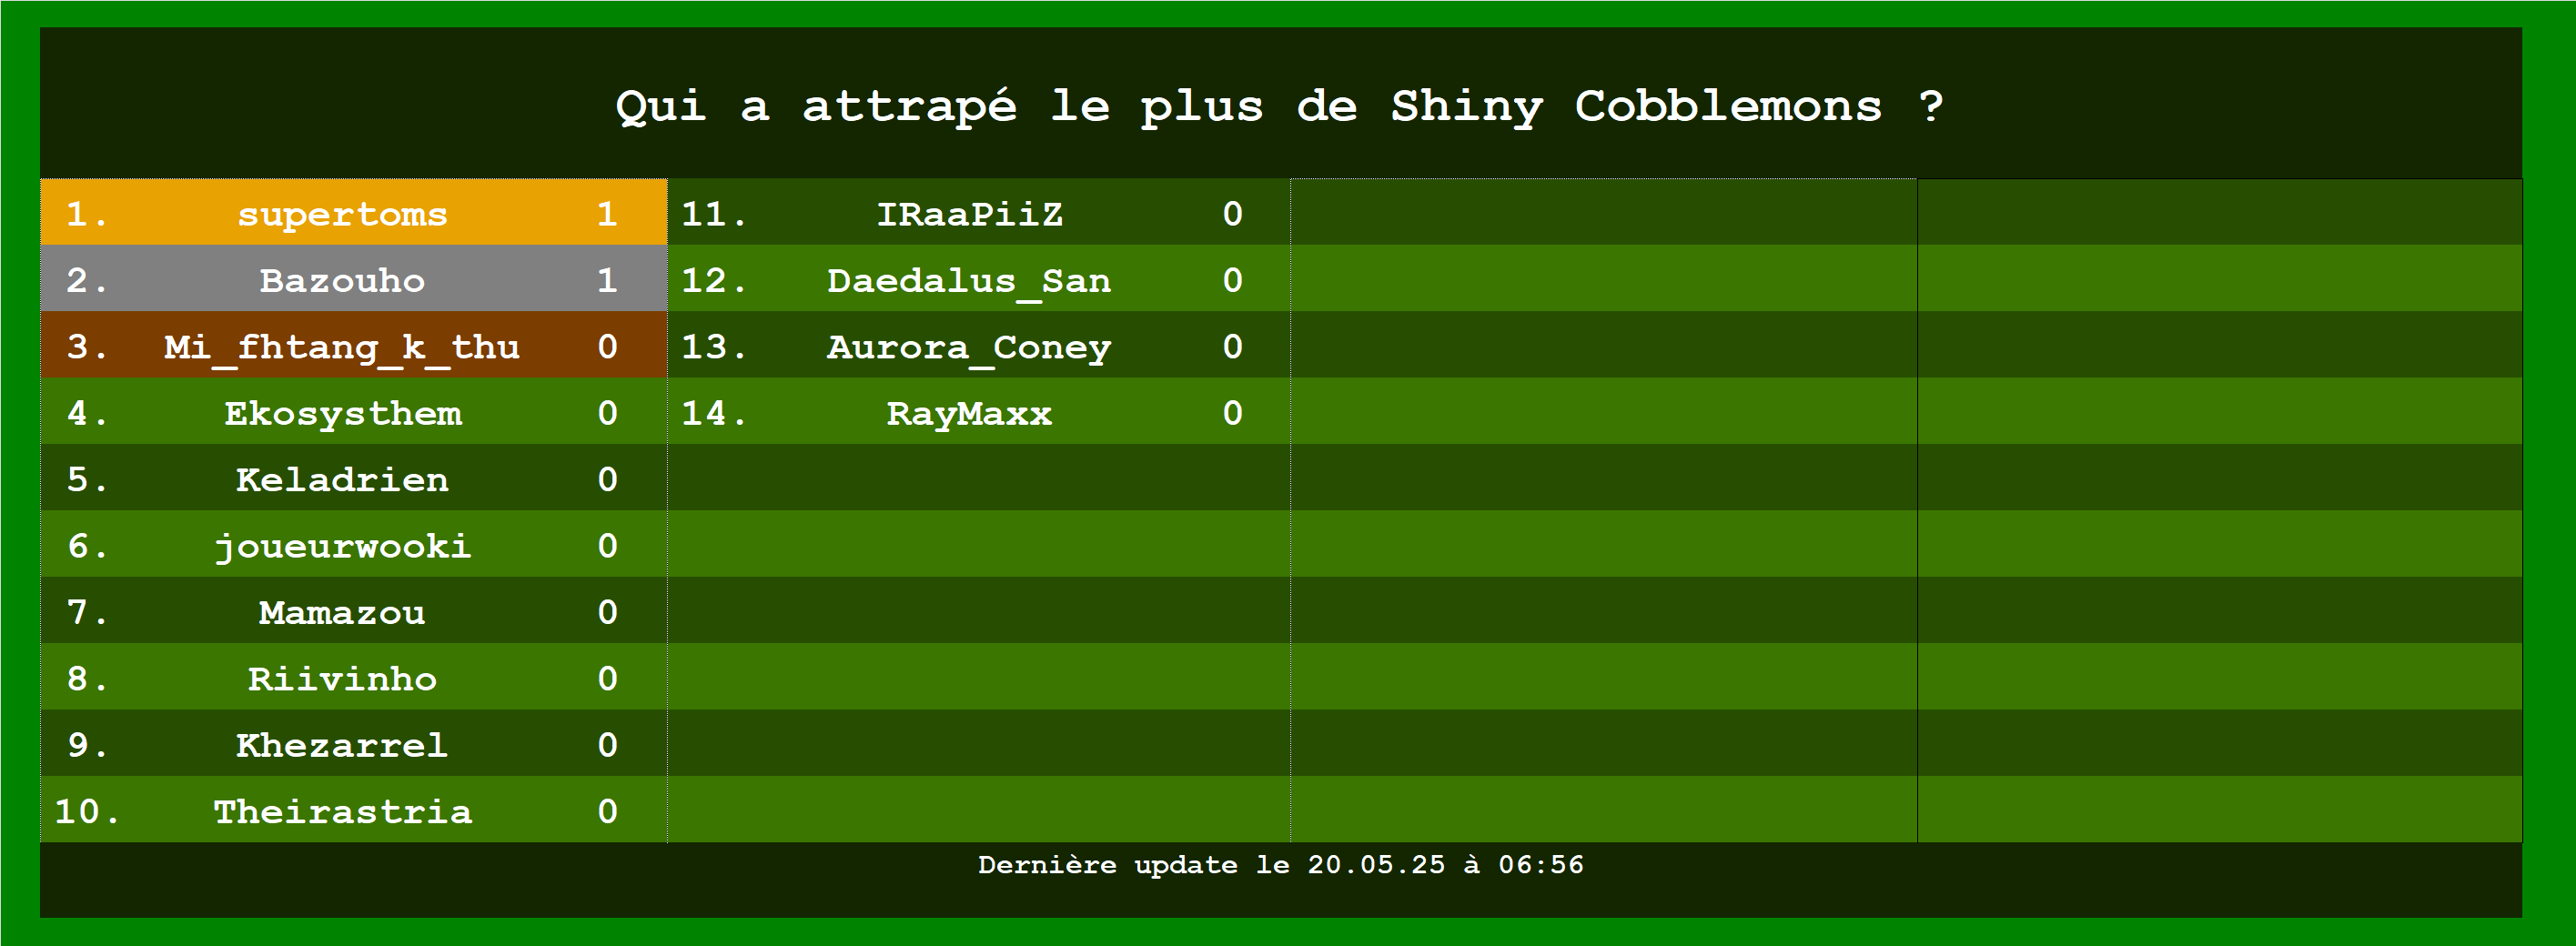 Qui a attrapé le plus de Shiny Cobblemons ?
1. supertoms 1
2. Bazouho 1
3. Mi_fhtang_k_thu 0
4. Ekosysthem 0
5. Keladrien 0
6. joueurwooki 0
7. Mamazou 0
8. Riivinho 0
9. Khezarrel 0
10. Theirastria 0
11. IRaaPiiZ 0
12. Daedalus_San 0
13. Aurora_Coney 0
14. RayMaxx 0
Dernière update le 20.05.25 à 06:56